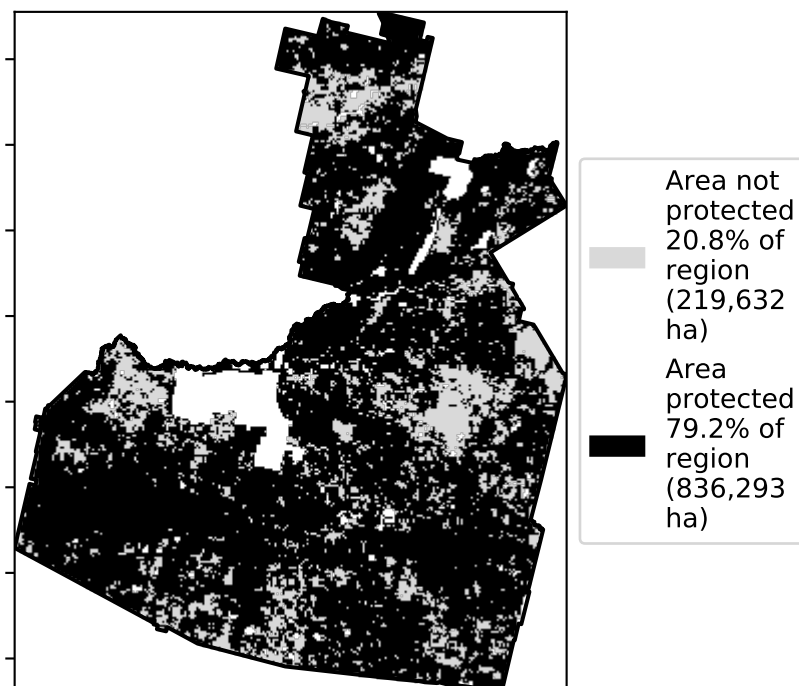 Area not
protected
20.8% of
region
(219,632
ha)
Area
protected
79.2% of
region
(836,293
ha)